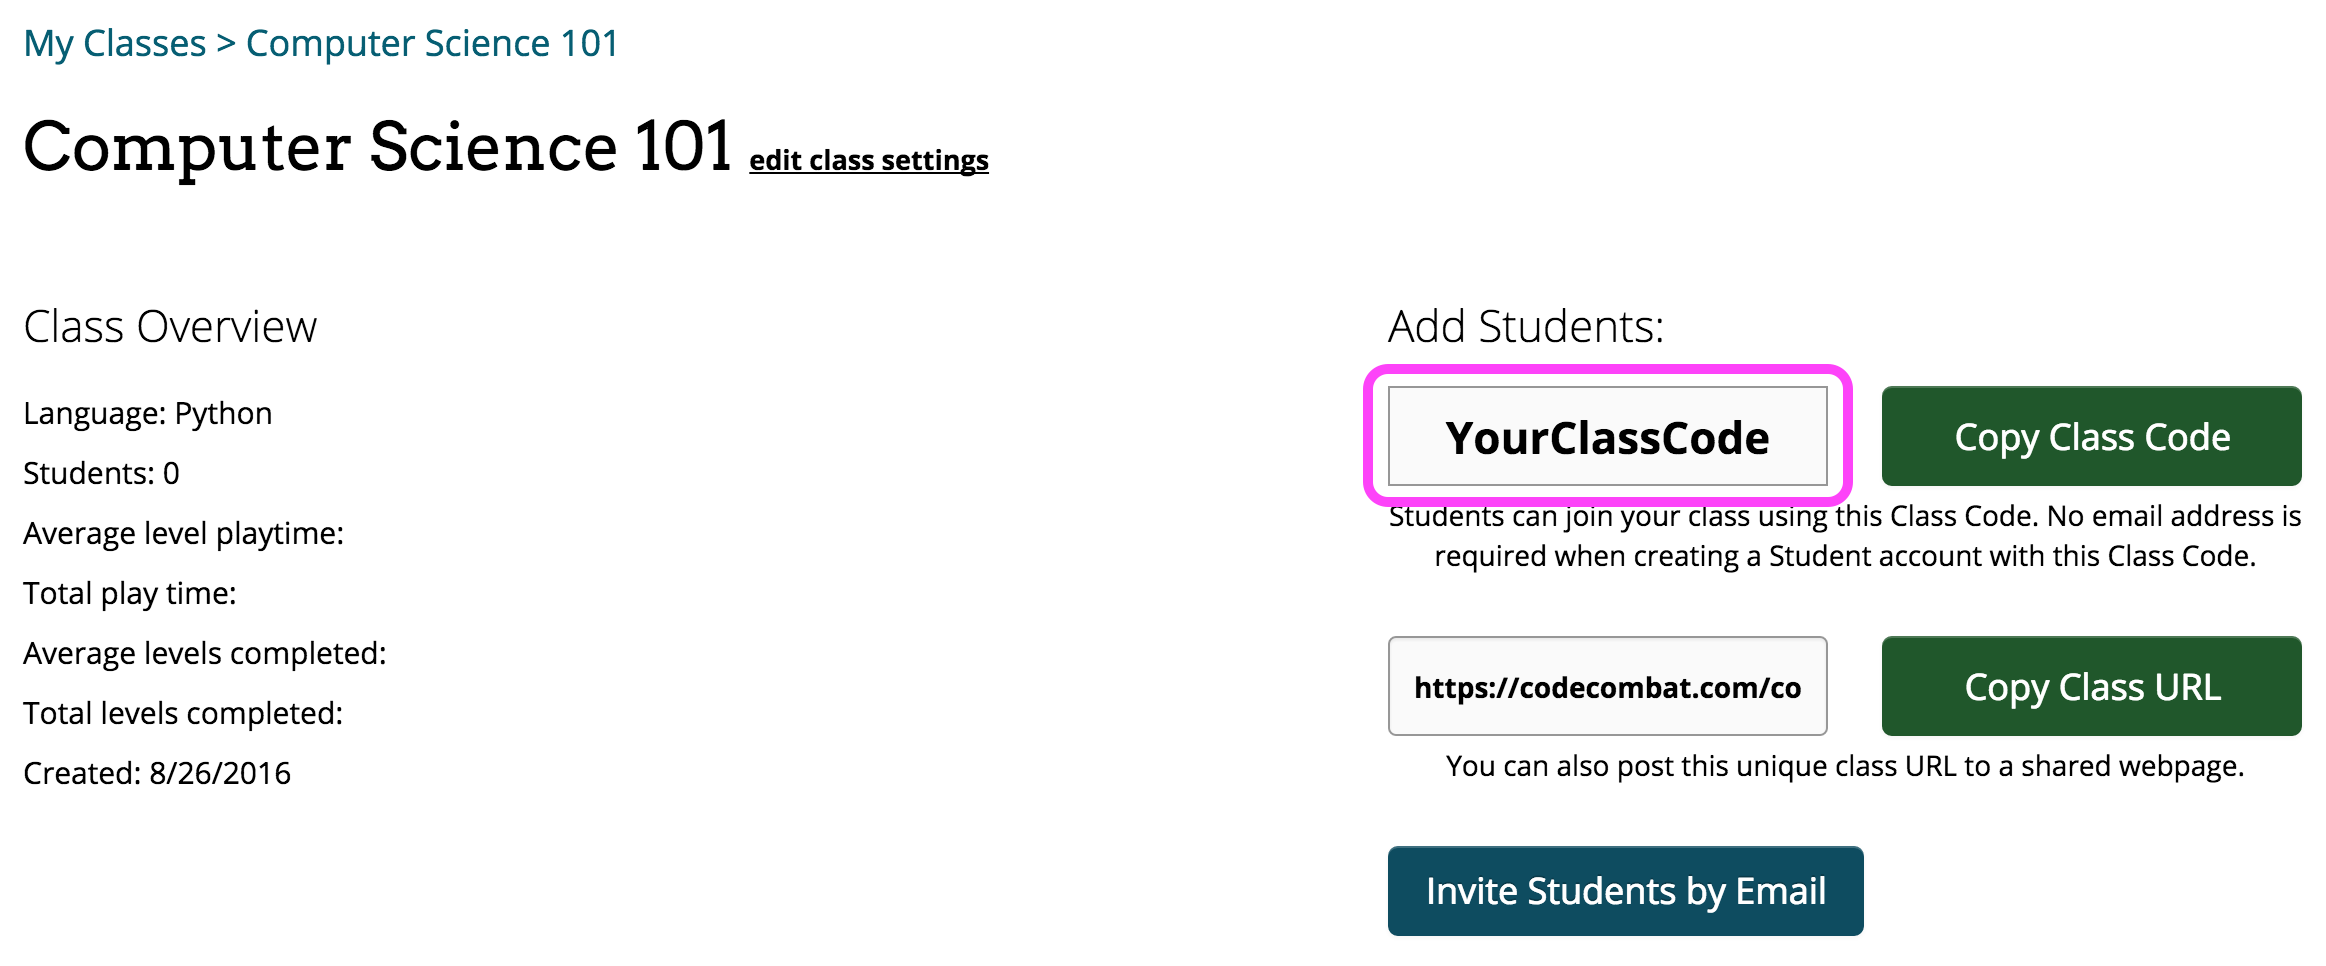 My Classes > Computer Science 101
Computer Science 101 edit class settings
Class Overview
Language: Python
Students: 0
Average level playtime:
Total play time:
Average levels completed:
Total levels completed:
Created: 8/26/2016
Add Students:
YourClassCode
Copy Class Code
Students can join your class using this Class Code. No email address is
required when creating a Student account with this Class Code.
https://codecombat.com/co
Copy Class URL
You can also post this unique class URL to a shared webpage.
Invite Students by Email